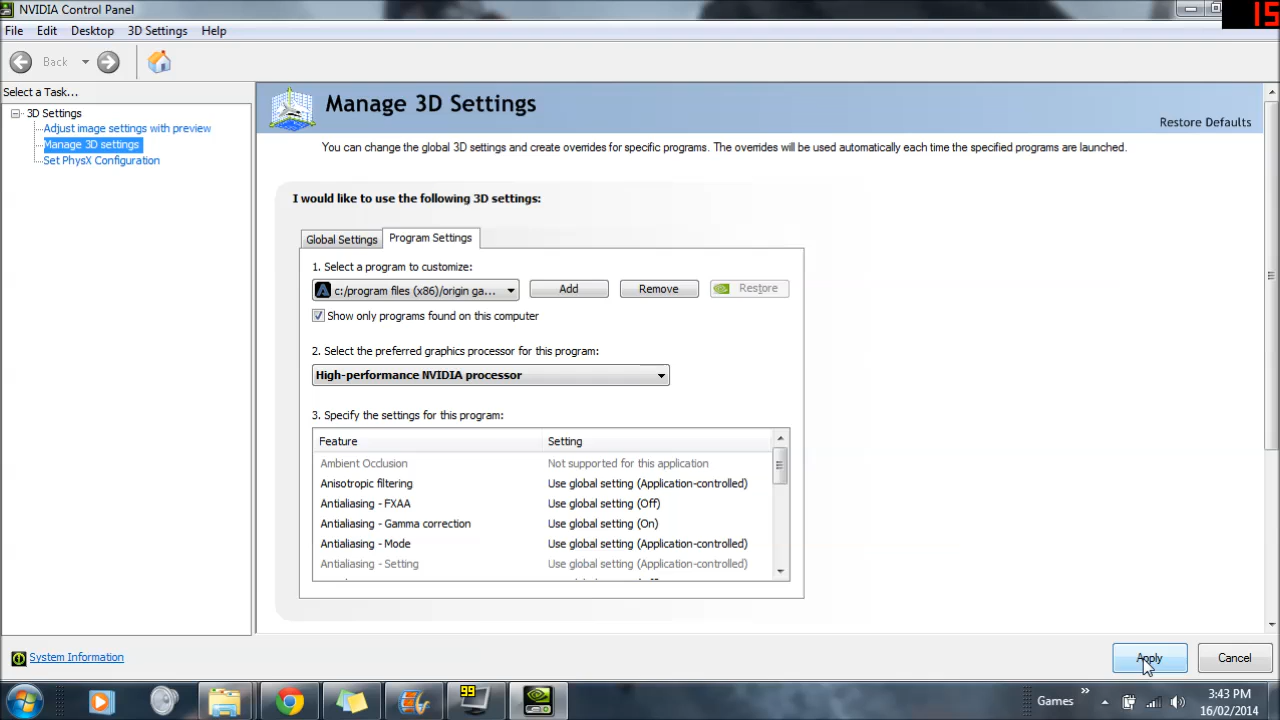 NVIDIA Control Panel
15
File Edit Desktop 3D Settings Help
Back
Select a Task...
3D Settings
Adjust image settings with preview
Manage 3D settings
Set PhysX Configuration
Manage 3D Settings
Restore Defaults
You can change the global 3D settings and create overrides for specific programs. The overrides will be used automatically each time the specified programs are launched.
I would like to use the following 3D settings:
Global Settings Program Settings
1. Select a program to customize:
c:/program files (x86)/origin ga... Add Remove Restore
Show only programs found on this computer
2. Select the preferred graphics processor for this program:
High-performance NVIDIA processor
3. Specify the settings for this program:
Feature Setting
Ambient Occlusion Not supported for this application
Anisotropic filtering Use global setting (Application-controlled)
Antialiasing - FXAA Use global setting (Off)
Antialiasing - Gamma correction Use global setting (On)
Antialiasing - Mode Use global setting (Application-controlled)
Antialiasing - Setting Use global setting (Application-controlled)
System Information
Apply Cancel
99
Games »
3:43 PM
16/02/2014